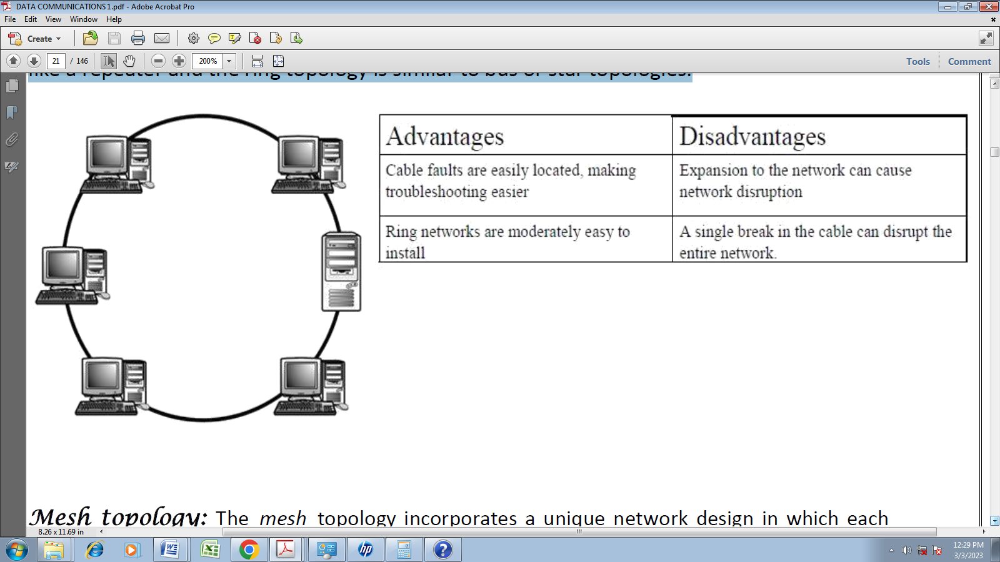 DATA COMMUNICATIONS 1.pdf - Adobe Acrobat Pro
File Edit View Window Help
Create
21 / 146 200% Tools Comment
like a repeater and the ring topology is similar to bus or star topologies.
Advantages Disadvantages
Cable faults are easily located, making
troubleshooting easier
Expansion to the network can cause
network disruption
Ring networks are moderately easy to
install
A single break in the cable can disrupt the
entire network.
Mesh topology: The mesh topology incorporates a unique network design in which each
8.26 x 11.69 in
12:29 PM
3/3/2023